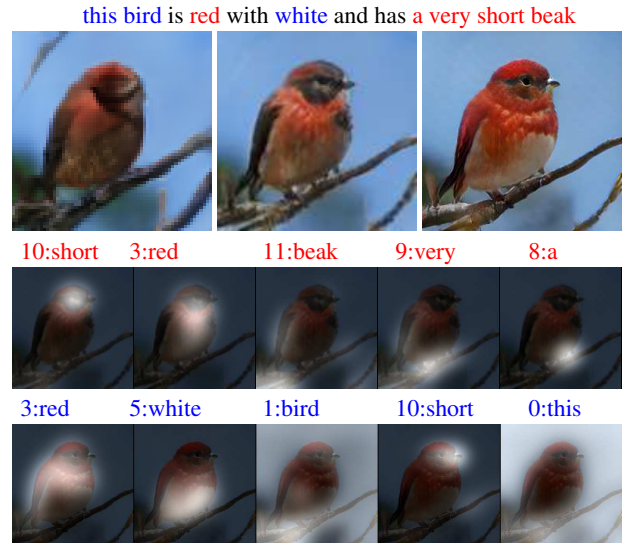 this bird is red with white and has a very short beak
10:short 3:red 11:beak 9:very 8:a
3:red 5:white 1:bird 10:short 0:this